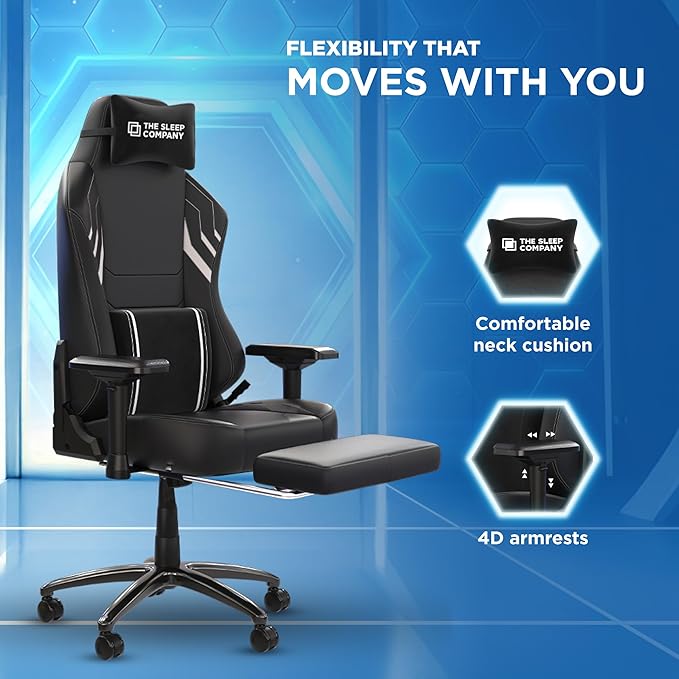 FLEXIBILITY THAT
MOVES WITH YOU
THE SLEEP
COMPANY
THE SLEEP
COMPANY
Comfortable
neck cushion
4D armrests